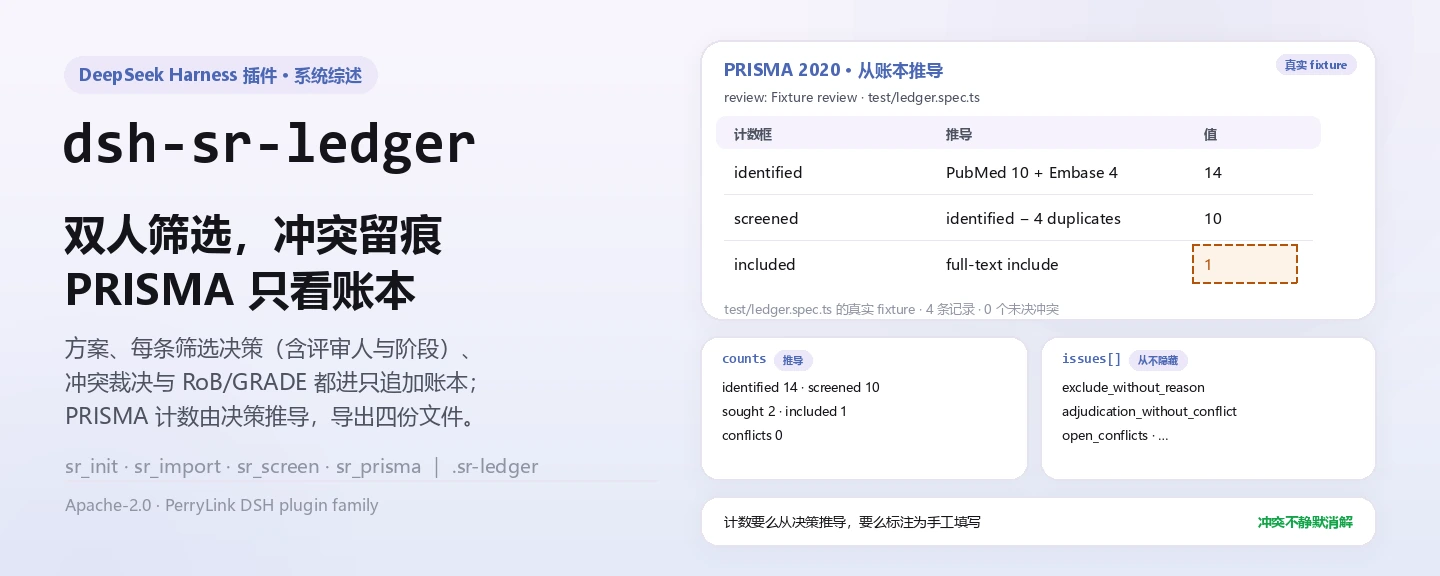 DeepSeek Harness 插件 • 系统综述
dsh-sr-ledger
双人筛选，冲突留痕
PRISMA 只看账本
方案、每条筛选决策（含评审人与阶段）、
冲突裁决与 RoB/GRADE 都进只追加账本；
PRISMA 计数由决策推导，导出四份文件。
sr_init · sr_import · sr_screen · sr_prisma | .sr-ledger
Apache-2.0 · PerryLink DSH plugin family
PRISMA 2020 • 从账本推导
真实 fixture
review: Fixture review · test/ledger.spec.ts
计数框 推导 值
identified PubMed 10 + Embase 4 14
screened identified − 4 duplicates 10
included full-text include 1
test/ledger.spec.ts 的真实 fixture · 4 条记录 · 0 个未决冲突
counts 推导
identified 14 · screened 10
sought 2 · included 1
conflicts 0
issues[] 从不隐藏
exclude_without_reason
adjudication_without_conflict
open_conflicts · …
计数要么从决策推导，要么标注为手工填写
冲突不静默消解